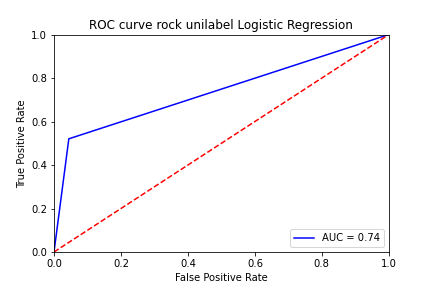 ROC curve rock unilabel Logistic Regression
True Positive Rate
1.0
0.8
0.6
0.4
0.2
0.0
AUC = 0.74
0.0 0.2 0.4 0.6 0.8 1.0
False Positive Rate